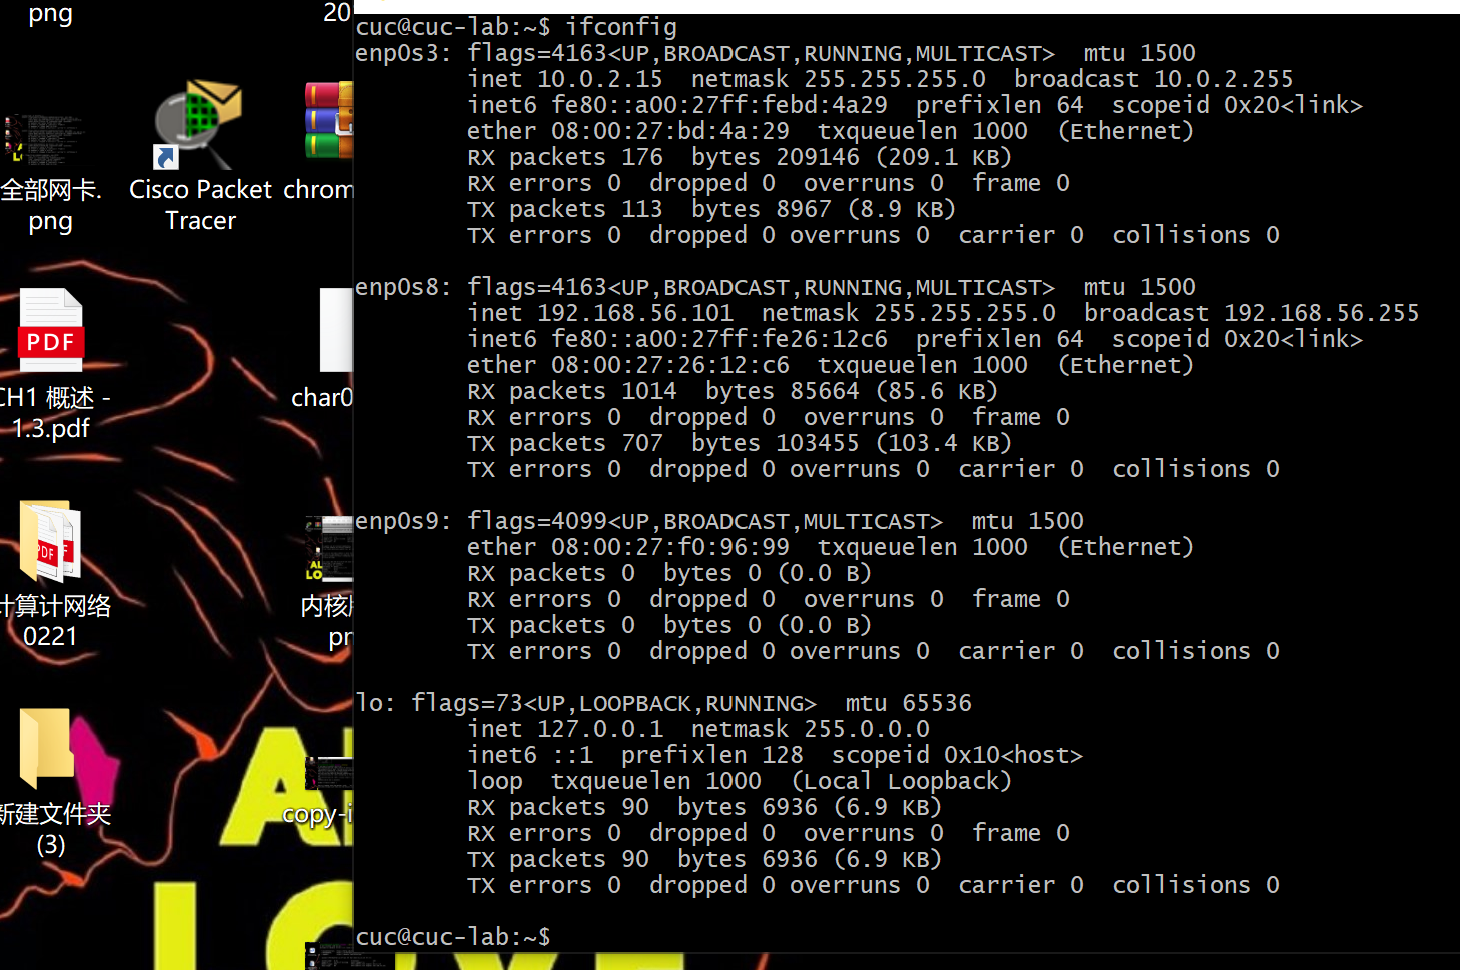 png
20
全部网卡.
png
Cisco Packet
Tracer
chrom
PDF
CH1 概述 -
1.3.pdf
char0
PDF
计算计网络
0221
内核
pr
新建文件夹
(3)
copy-i
AL
LO
cuc@cuc-lab:~$ ifconfig
enp0s3: flags=4163<UP,BROADCAST,RUNNING,MULTICAST>  mtu 1500
        inet 10.0.2.15  netmask 255.255.255.0  broadcast 10.0.2.255
        inet6 fe80::a00:27ff:febd:4a29  prefixlen 64  scopeid 0x20<link>
        ether 08:00:27:bd:4a:29  txqueuelen 1000  (Ethernet)
        RX packets 176  bytes 209146 (209.1 KB)
        RX errors 0  dropped 0  overruns 0  frame 0
        TX packets 113  bytes 8967 (8.9 KB)
        TX errors 0  dropped 0 overruns 0  carrier 0  collisions 0
enp0s8: flags=4163<UP,BROADCAST,RUNNING,MULTICAST>  mtu 1500
        inet 192.168.56.101  netmask 255.255.255.0  broadcast 192.168.56.255
        inet6 fe80::a00:27ff:fe26:12c6  prefixlen 64  scopeid 0x20<link>
        ether 08:00:27:26:12:c6  txqueuelen 1000  (Ethernet)
        RX packets 1014  bytes 85664 (85.6 KB)
        RX errors 0  dropped 0  overruns 0  frame 0
        TX packets 707  bytes 103455 (103.4 KB)
        TX errors 0  dropped 0 overruns 0  carrier 0  collisions 0
enp0s9: flags=4099<UP,BROADCAST,MULTICAST>  mtu 1500
        ether 08:00:27:f0:96:99  txqueuelen 1000  (Ethernet)
        RX packets 0  bytes 0 (0.0 B)
        RX errors 0  dropped 0  overruns 0  frame 0
        TX packets 0  bytes 0 (0.0 B)
        TX errors 0  dropped 0 overruns 0  carrier 0  collisions 0
lo: flags=73<UP,LOOPBACK,RUNNING>  mtu 65536
        inet 127.0.0.1  netmask 255.0.0.0
        inet6 ::1  prefixlen 128  scopeid 0x10<host>
        loop  txqueuelen 1000  (Local Loopback)
        RX packets 90  bytes 6936 (6.9 KB)
        RX errors 0  dropped 0  overruns 0  frame 0
        TX packets 90  bytes 6936 (6.9 KB)
        TX errors 0  dropped 0 overruns 0  carrier 0  collisions 0
cuc@cuc-lab:~$